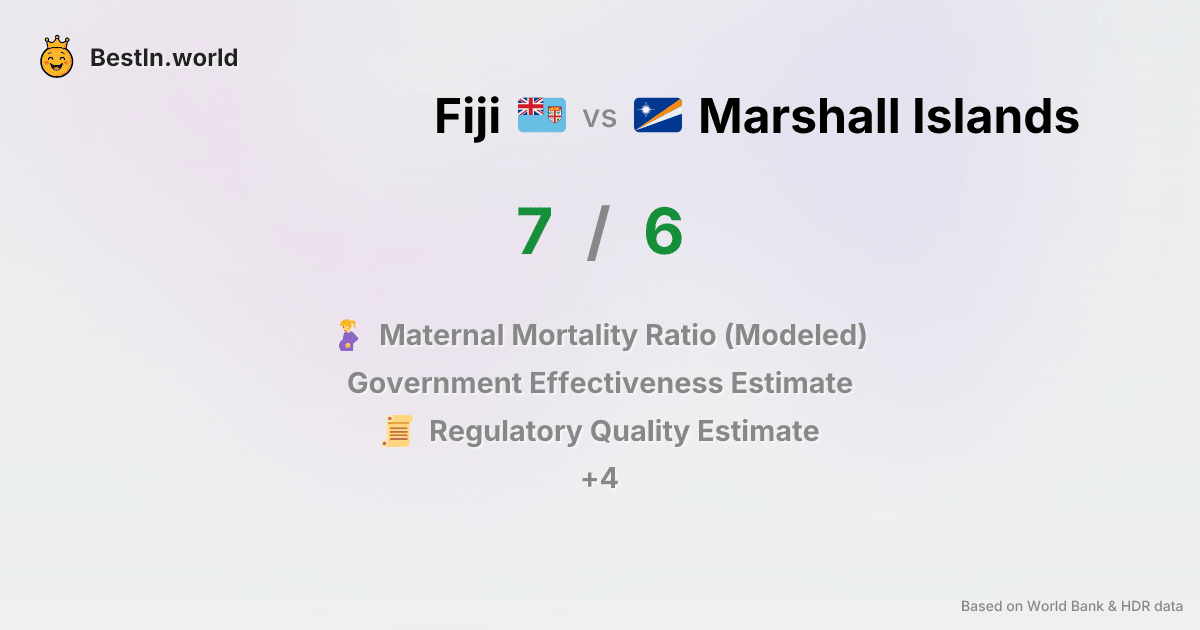 BestIn.world
Fiji vs Marshall Islands
7 / 6
Maternal Mortality Ratio (Modeled)
Government Effectiveness Estimate
Regulatory Quality Estimate
+4
Based on World Bank & HDR data